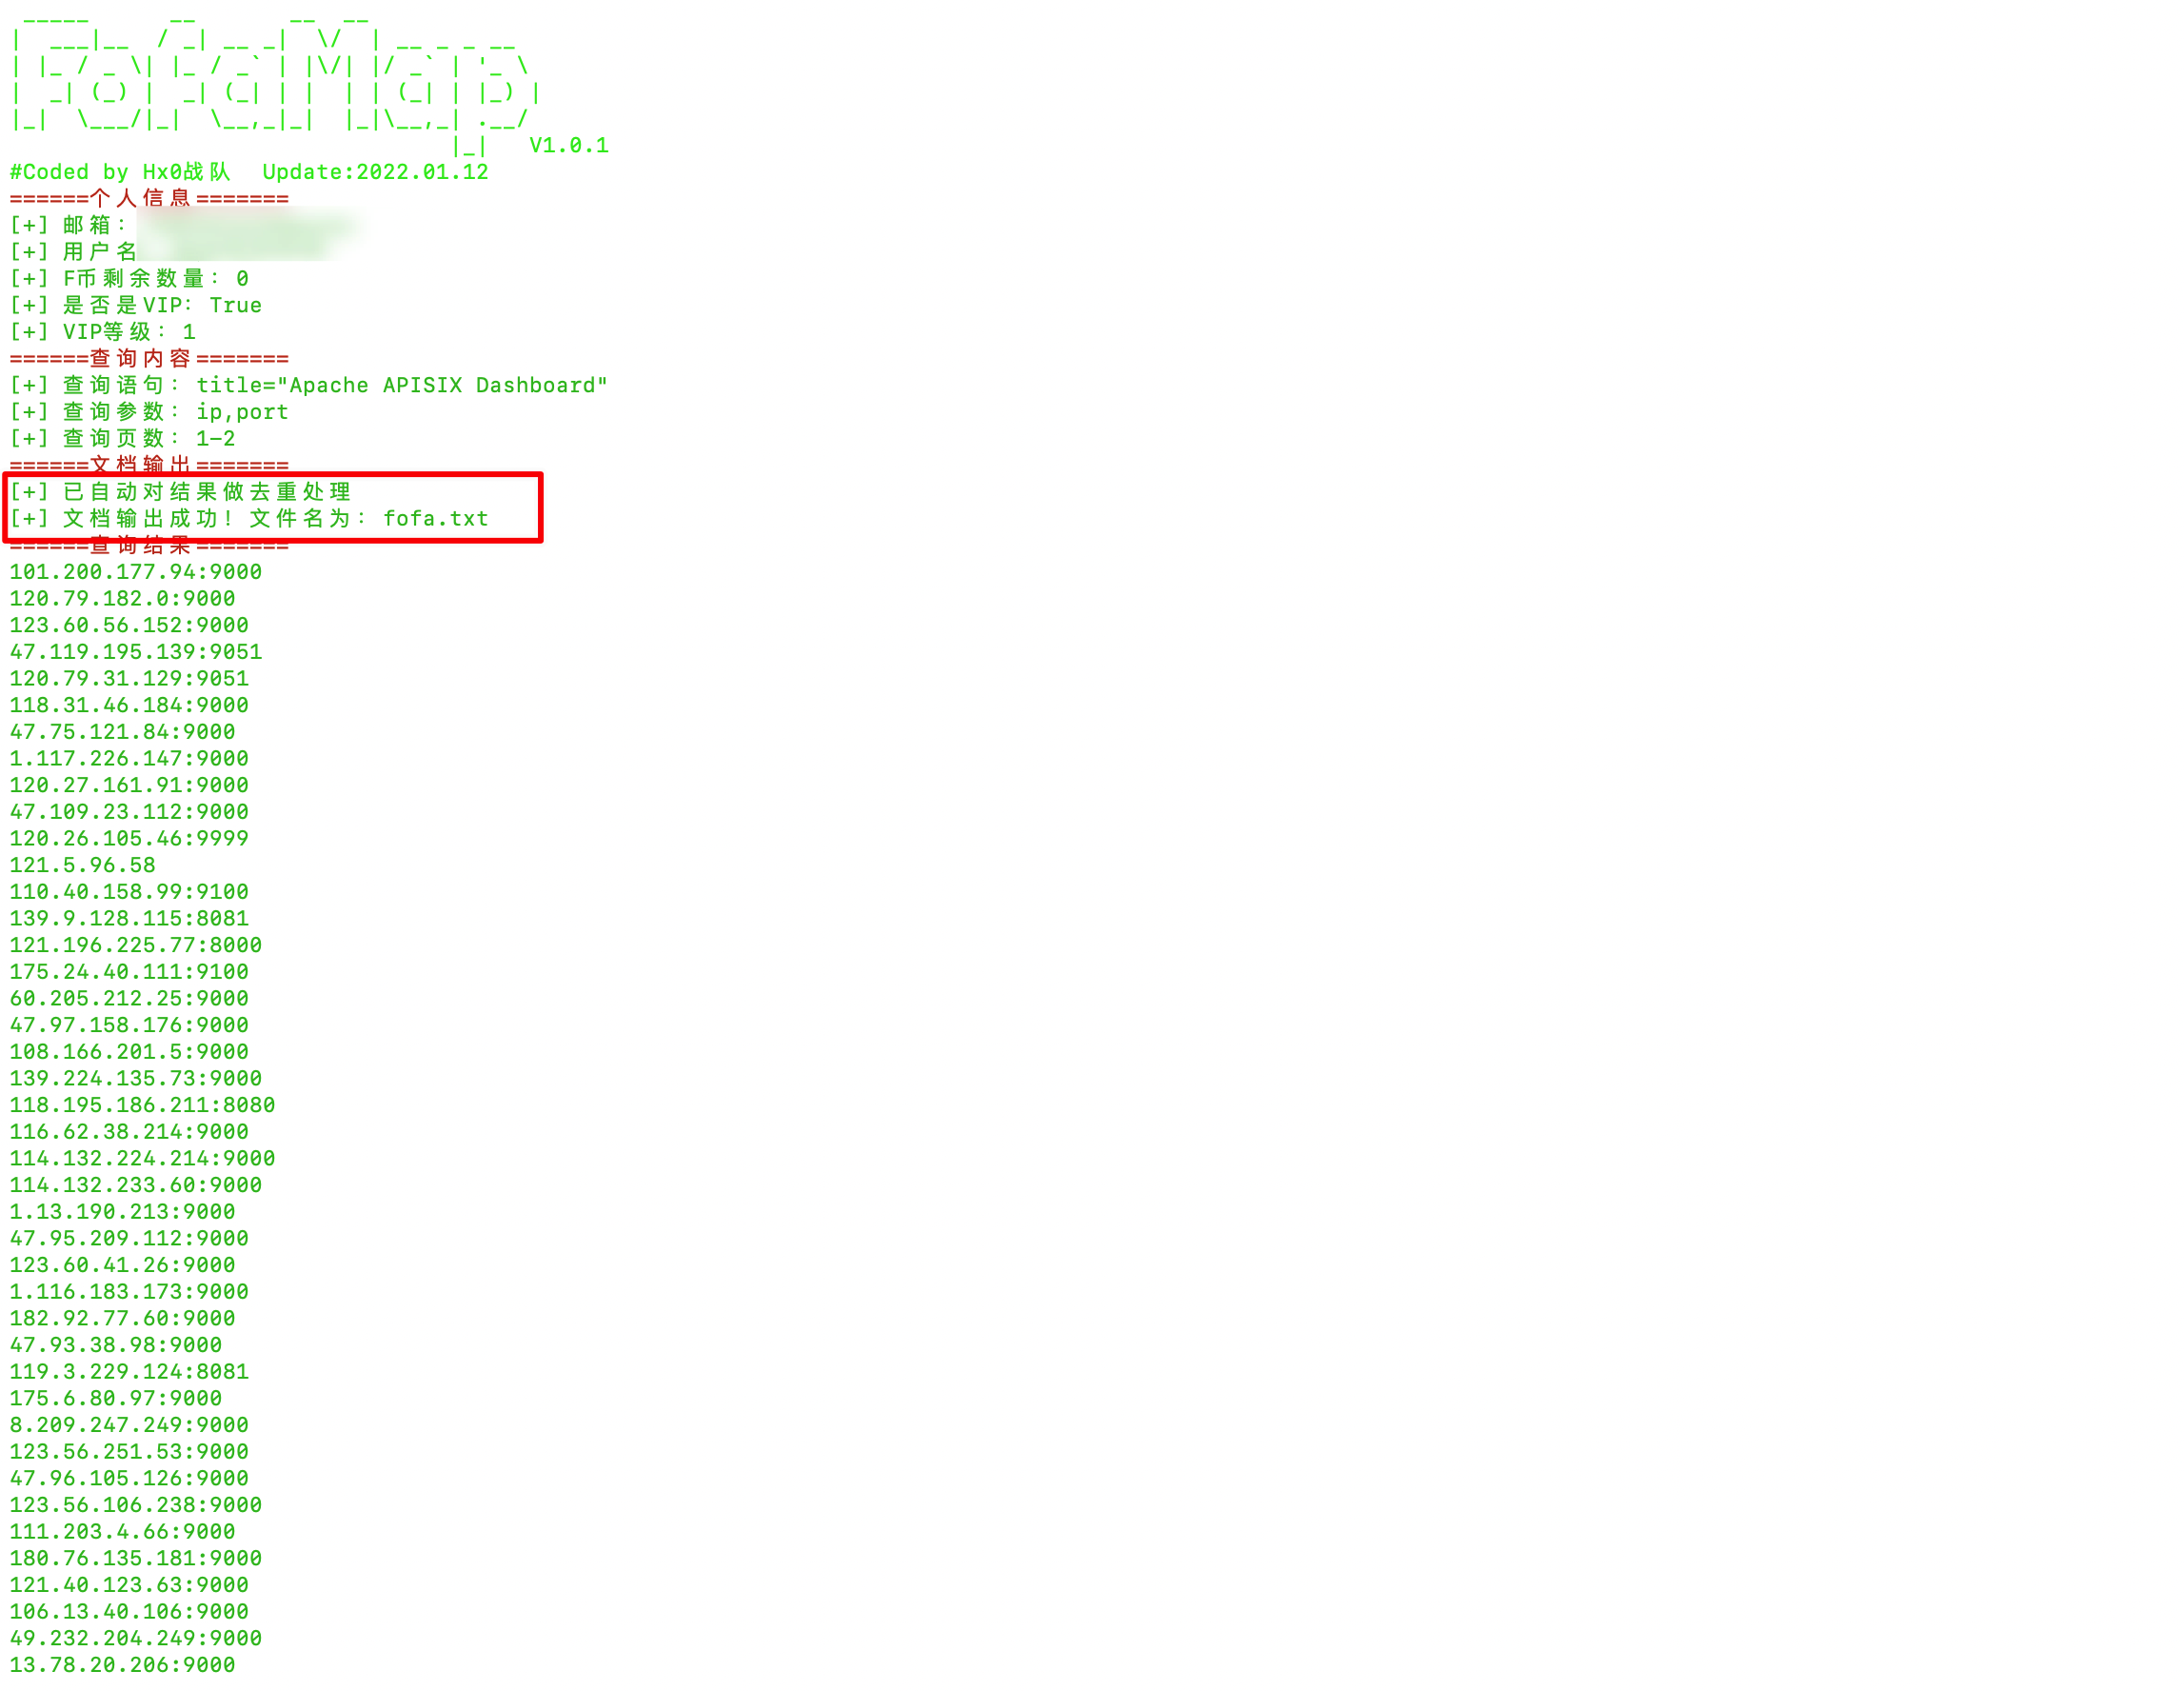 _____      __       __  __
|  ___|__  / _| __ _|  \/  | __ _ _ __
| |_ / _ \| |_ / _` | |\/| |/ _` | '_ \
|  _| (_) |  _| (_| | |  | | (_| | |_) |
|_|  \___/|_|  \__,_|_|  |_|\__,_| .__/
                                 |_|   V1.0.1
#Coded by Hx0战队  Update:2022.01.12
======个人信息=======
[+] 邮箱：
[+] 用户名
[+] F币剩余数量：0
[+] 是否是VIP：True
[+] VIP等级：1
======查询内容=======
[+] 查询语句：title="Apache APISIX Dashboard"
[+] 查询参数：ip,port
[+] 查询页数：1-2
======文档输出=======
[+] 已自动对结果做去重处理
[+] 文档输出成功！文件名为：fofa.txt
======查询结果=======
101.200.177.94:9000
120.79.182.0:9000
123.60.56.152:9000
47.119.195.139:9051
120.79.31.129:9051
118.31.46.184:9000
47.75.121.84:9000
1.117.226.147:9000
120.27.161.91:9000
47.109.23.112:9000
120.26.105.46:9999
121.5.96.58
110.40.158.99:9100
139.9.128.115:8081
121.196.225.77:8000
175.24.40.111:9100
60.205.212.25:9000
47.97.158.176:9000
108.166.201.5:9000
139.224.135.73:9000
118.195.186.211:8080
116.62.38.214:9000
114.132.224.214:9000
114.132.233.60:9000
1.13.190.213:9000
47.95.209.112:9000
123.60.41.26:9000
1.116.183.173:9000
182.92.77.60:9000
47.93.38.98:9000
119.3.229.124:8081
175.6.80.97:9000
8.209.247.249:9000
123.56.251.53:9000
47.96.105.126:9000
123.56.106.238:9000
111.203.4.66:9000
180.76.135.181:9000
121.40.123.63:9000
106.13.40.106:9000
49.232.204.249:9000
13.78.20.206:9000